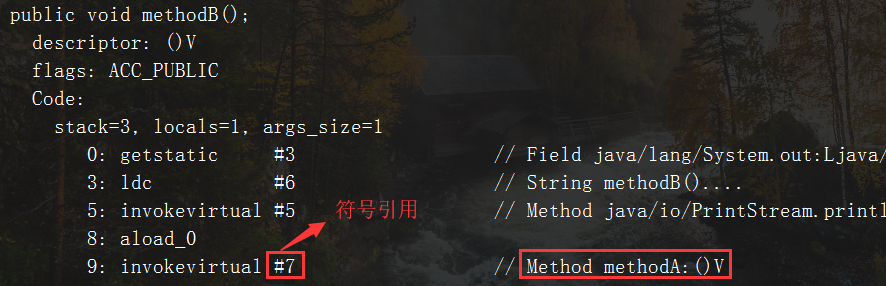 public void methodB();
descriptor: ()V
flags: ACC_PUBLIC
Code:
stack=3, locals=1, args_size=1
0: getstatic #3 // Field java/lang/System.out:Ljava/
3: ldc #6 // String methodB()....
5: invokevirtual #5 符号引用 // Method java/io/PrintStream.printl
8: aload_0
9: invokevirtual #7 // Method methodA:()V